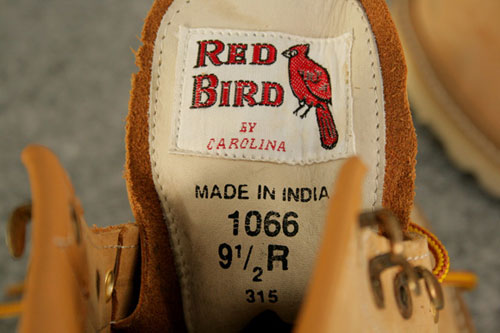 RED
BIRD
BY
CAROLINA
MADE IN INDIA
1066
9 1/2 R
315